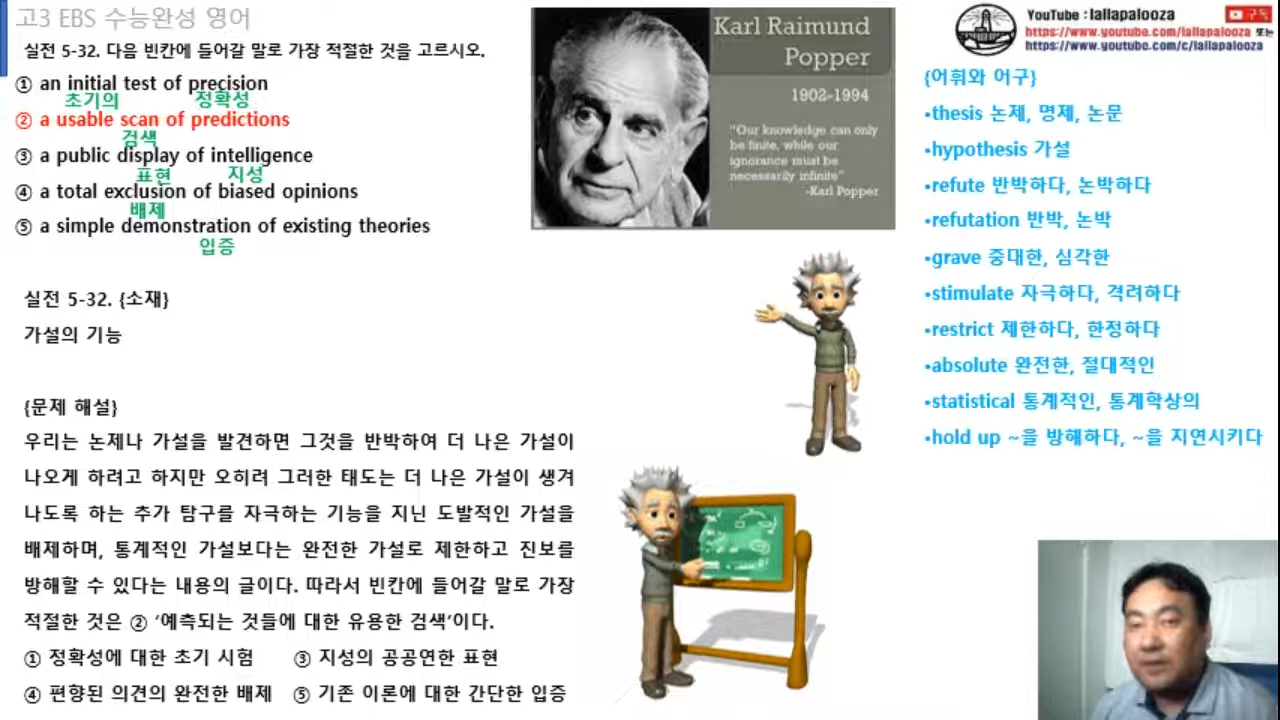 고3 EBS 수능완성 영어
실전 5-32. 다음 빈칸에 들어갈 말로 가장 적절한 것을 고르시오.
① an initial test of precision
초기의 정확성
② a usable scan of predictions
검색
③ a public display of intelligence
표현 지성
④ a total exclusion of biased opinions
배제
⑤ a simple demonstration of existing theories
입증
실전 5-32. {소재}
가설의 기능
{문제 해설}
우리는 논제나 가설을 발견하면 그것을 반박하여 더 나은 가설이
나오게 하려고 하지만 오히려 그러한 태도는 더 나은 가설이 생겨
나도록 하는 추가 탐구를 자극하는 기능을 지닌 도발적인 가설을
배제하며, 통계적인 가설보다는 완전한 가설로 제한하고 진보를
방해할 수 있다는 내용의 글이다. 따라서 빈칸에 들어갈 말로 가장
적절한 것은 ② ‘예측되는 것들에 대한 유용한 검색’이다.
① 정확성에 대한 초기 시험 ③ 지성의 공공연한 표현
④ 편향된 의견의 완전한 배제 ⑤ 기존 이론에 대한 간단한 입증
Karl Raimund
Popper
1902-1994
“Our knowledge can only
be finite, while our
ignorance must be
necessarily infinite”
-Karl Popper
YouTube : lallapalooza 구독
https://www.youtube.com/lallapalooza 또는
https://www.youtube.com/c/lallapalooza
{어휘와 어구}
•thesis 논제, 명제, 논문
•hypothesis 가설
•refute 반박하다, 논박하다
•refutation 반박, 논박
•grave 중대한, 심각한
•stimulate 자극하다, 격려하다
•restrict 제한하다, 한정하다
•absolute 완전한, 절대적인
•statistical 통계적인, 통계학상의
•hold up ~을 방해하다, ~을 지연시키다